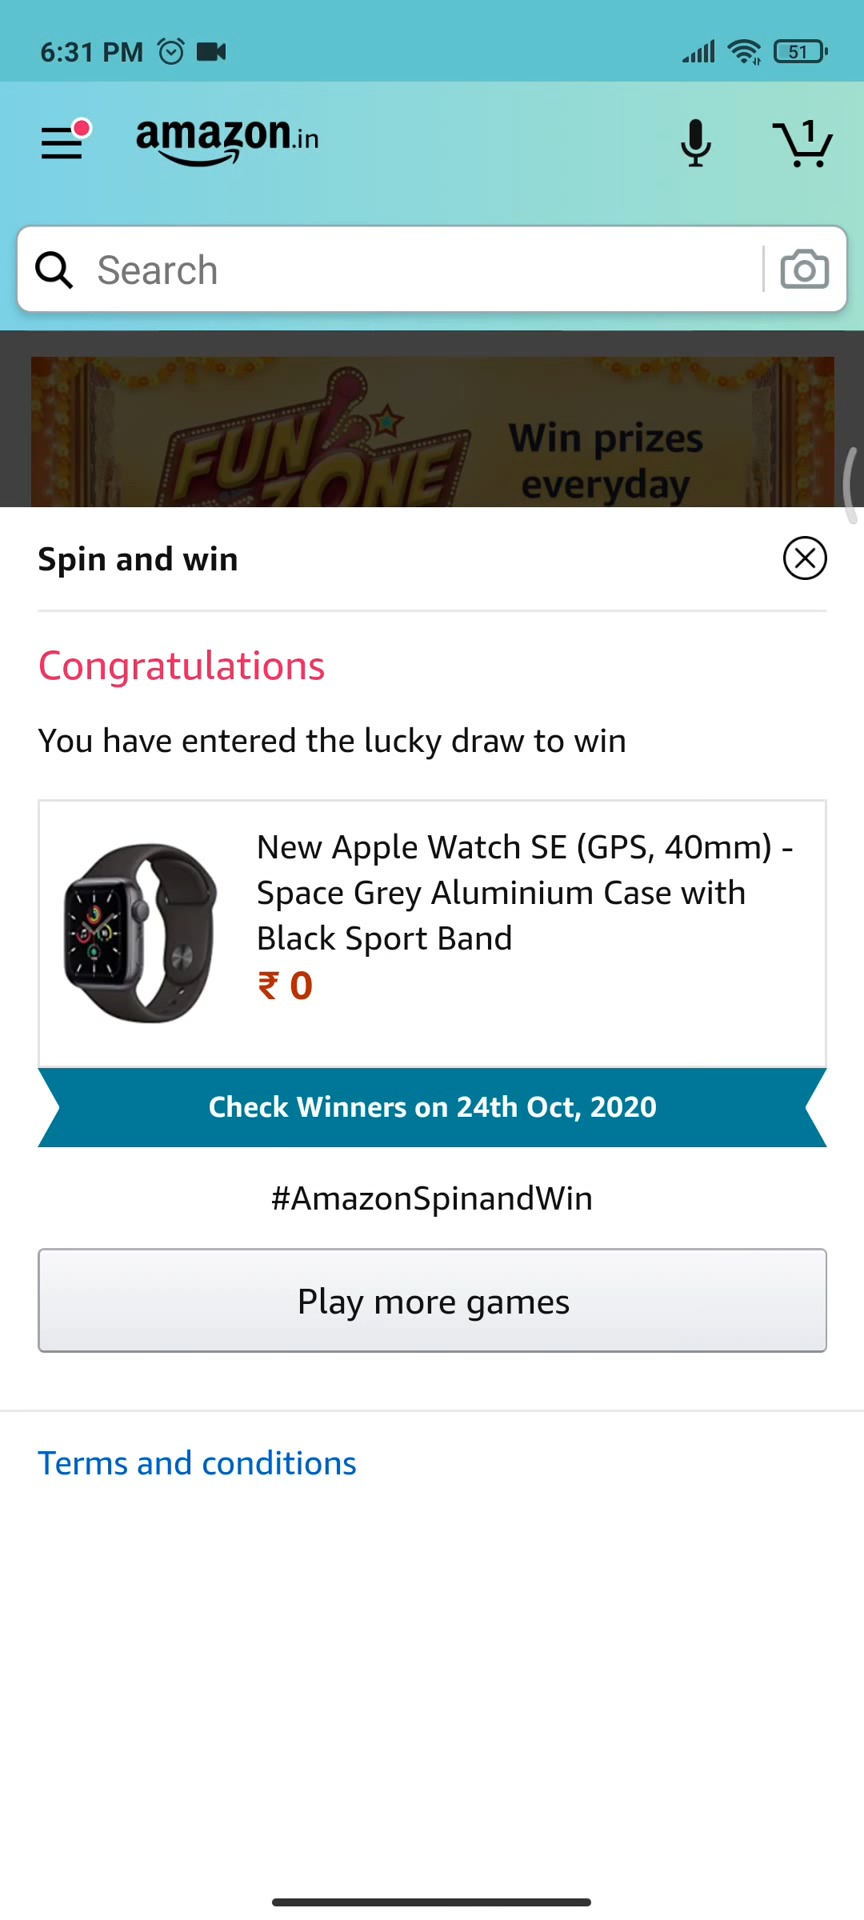 6:31 PM
51
amazon.in
1
Search
FUN
ZONE
Win prizes
everyday
Spin and win
Congratulations
You have entered the lucky draw to win
New Apple Watch SE (GPS, 40mm) -
Space Grey Aluminium Case with
Black Sport Band
₹ 0
Check Winners on 24th Oct, 2020
#AmazonSpinandWin
Play more games
Terms and conditions